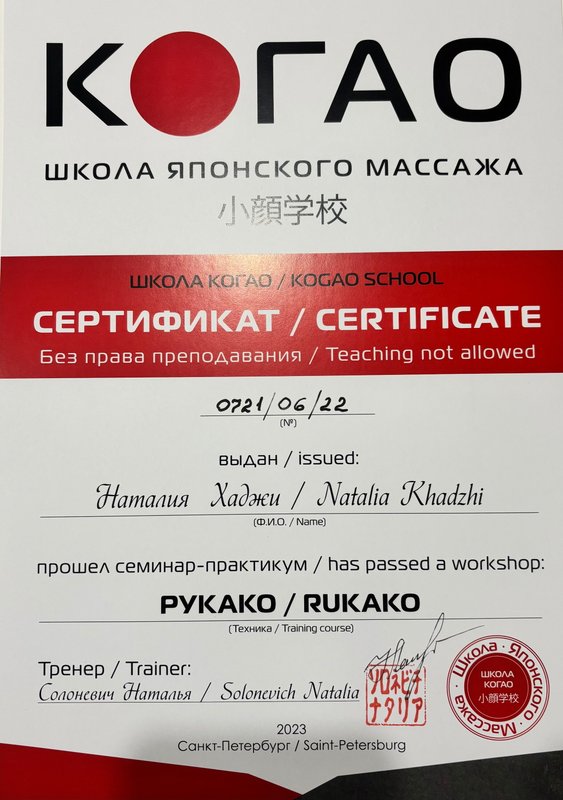 КОГАО
ШКОЛА ЯПОНСКОГО МАССАЖА
小顔学校
ШКОЛА КОГАО / KOGAO SCHOOL
СЕРТИФИКАТ / CERTIFICATE
Без права преподавания / Teaching not allowed
0721/06/22
(№)
выдан / issued:
Наталия Хаджи / Natalia Khadzhi
(Ф.И.О. / Name)
прошел семинар-практикум / has passed a workshop:
РУКАКО / RUKAKO
(Техника / Training course)
Тренер / Trainer:
Солоневич Наталья / Solonevich Natalia
ソロネビチ
ナタリア
Школа Японского Массажа
ШКОЛА
КОГАО
小顔学校
2023
Санкт-Петербург / Saint-Petersburg